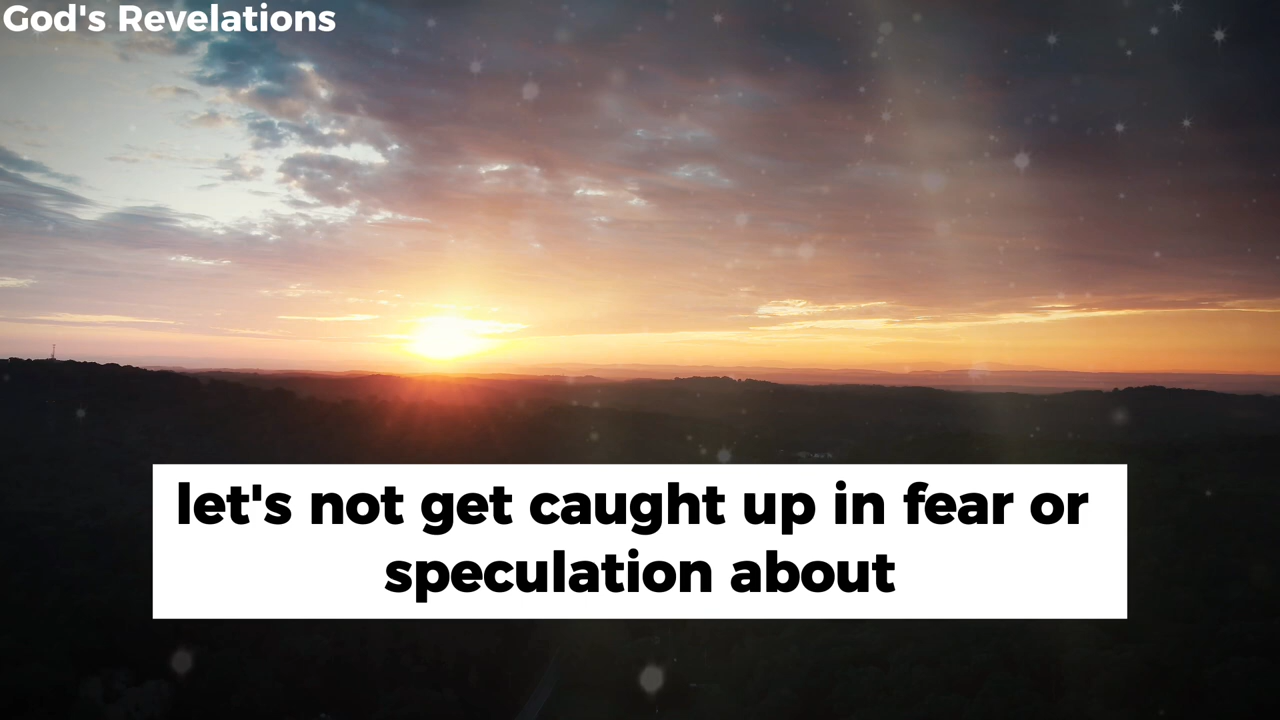 God's Revelations
let's not get caught up in fear or
speculation about